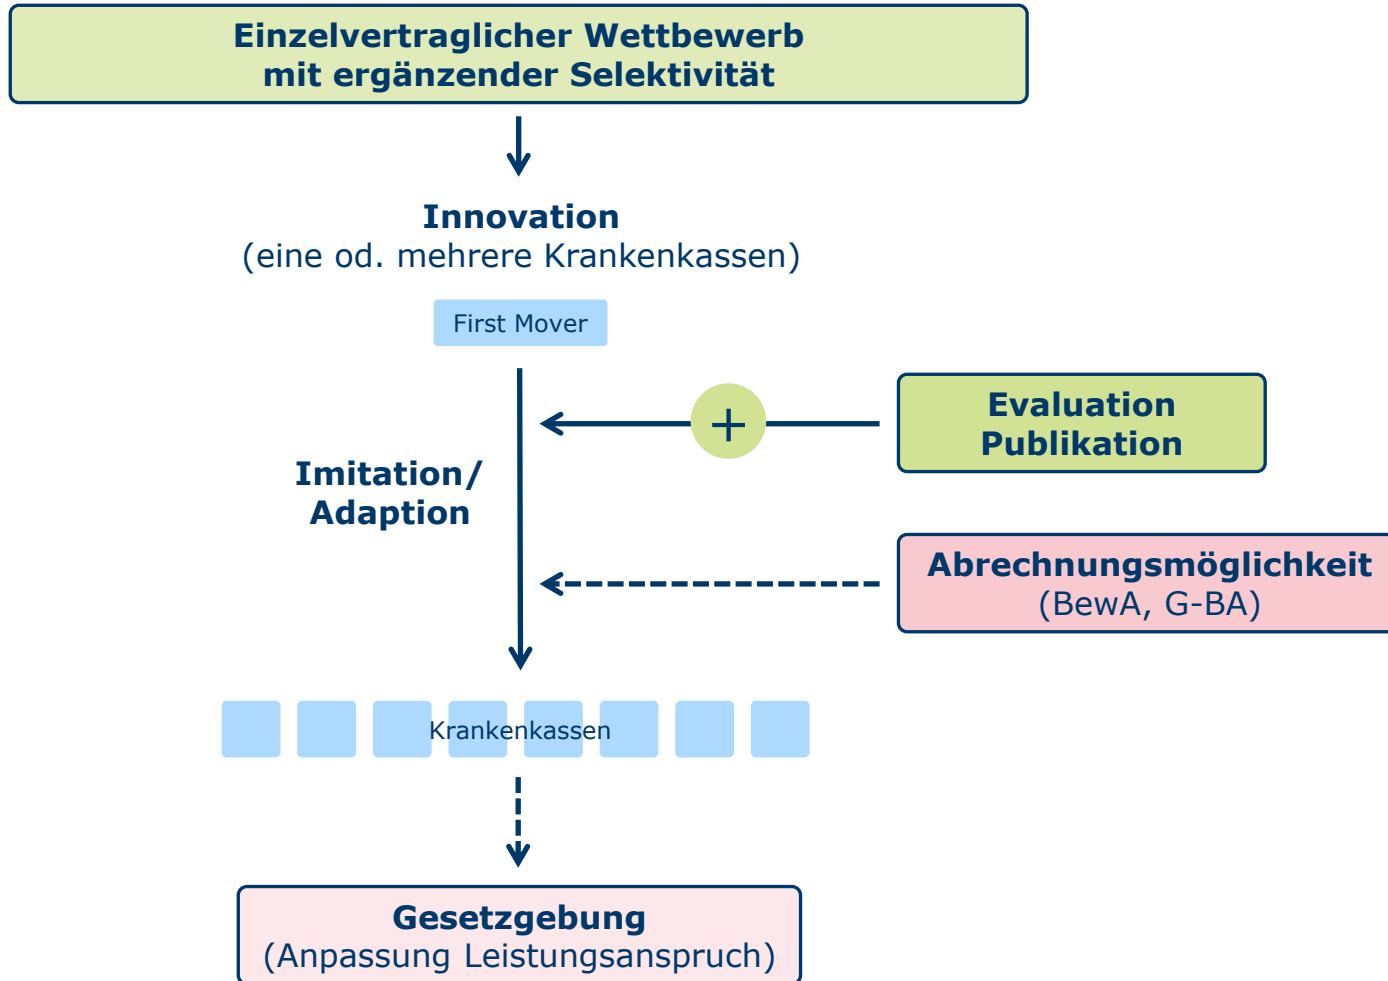 Einzelvertraglicher Wettbewerb
mit ergänzender Selektivität
Innovation
(eine od. mehrere Krankenkassen)
First Mover
+
Evaluation
Publikation
Imitation/
Adaption
Abrechnungsmöglichkeit
(BewA, G-BA)
Krankenkassen
Gesetzgebung
(Anpassung Leistungsanspruch)